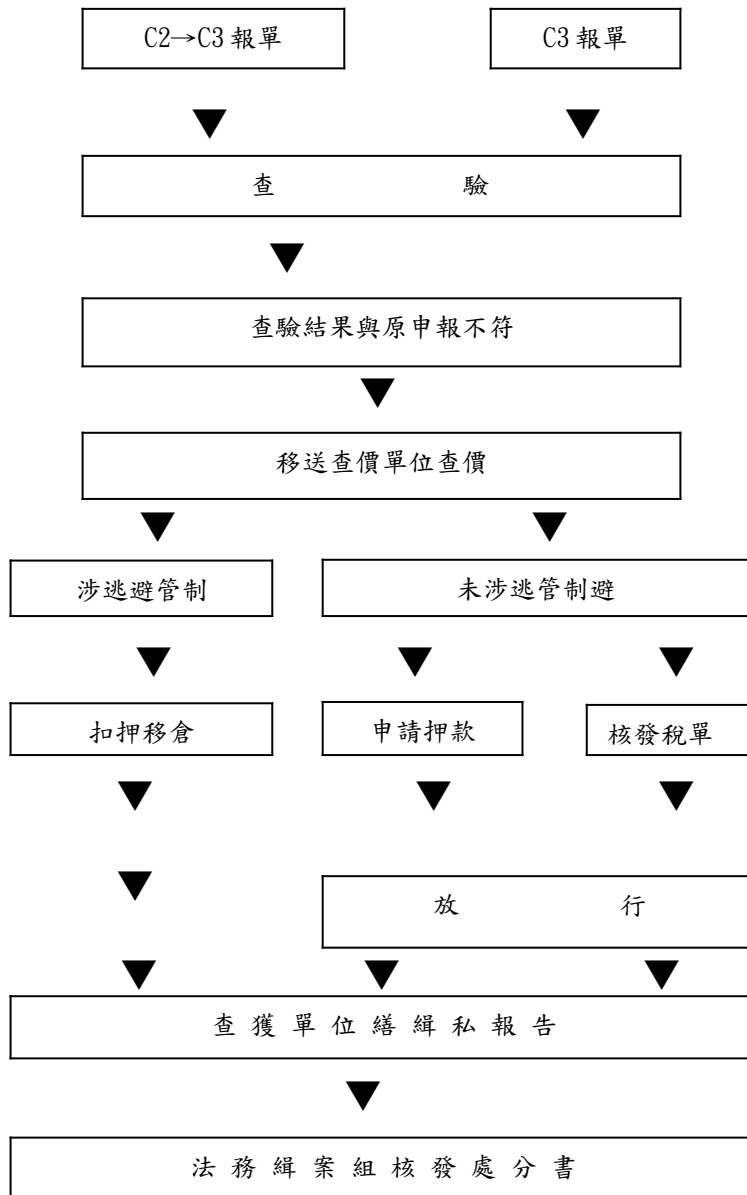 C2→C3 報單
C3 報單
查 驗
查驗結果與原申報不符
移送查價單位查價
涉逃避管制
未涉逃管制避
扣押移倉
申請押款
核發稅單
放 行
查 獲 單 位 繕 緝 私 報 告
法 務 緝 案 組 核 發 處 分 書